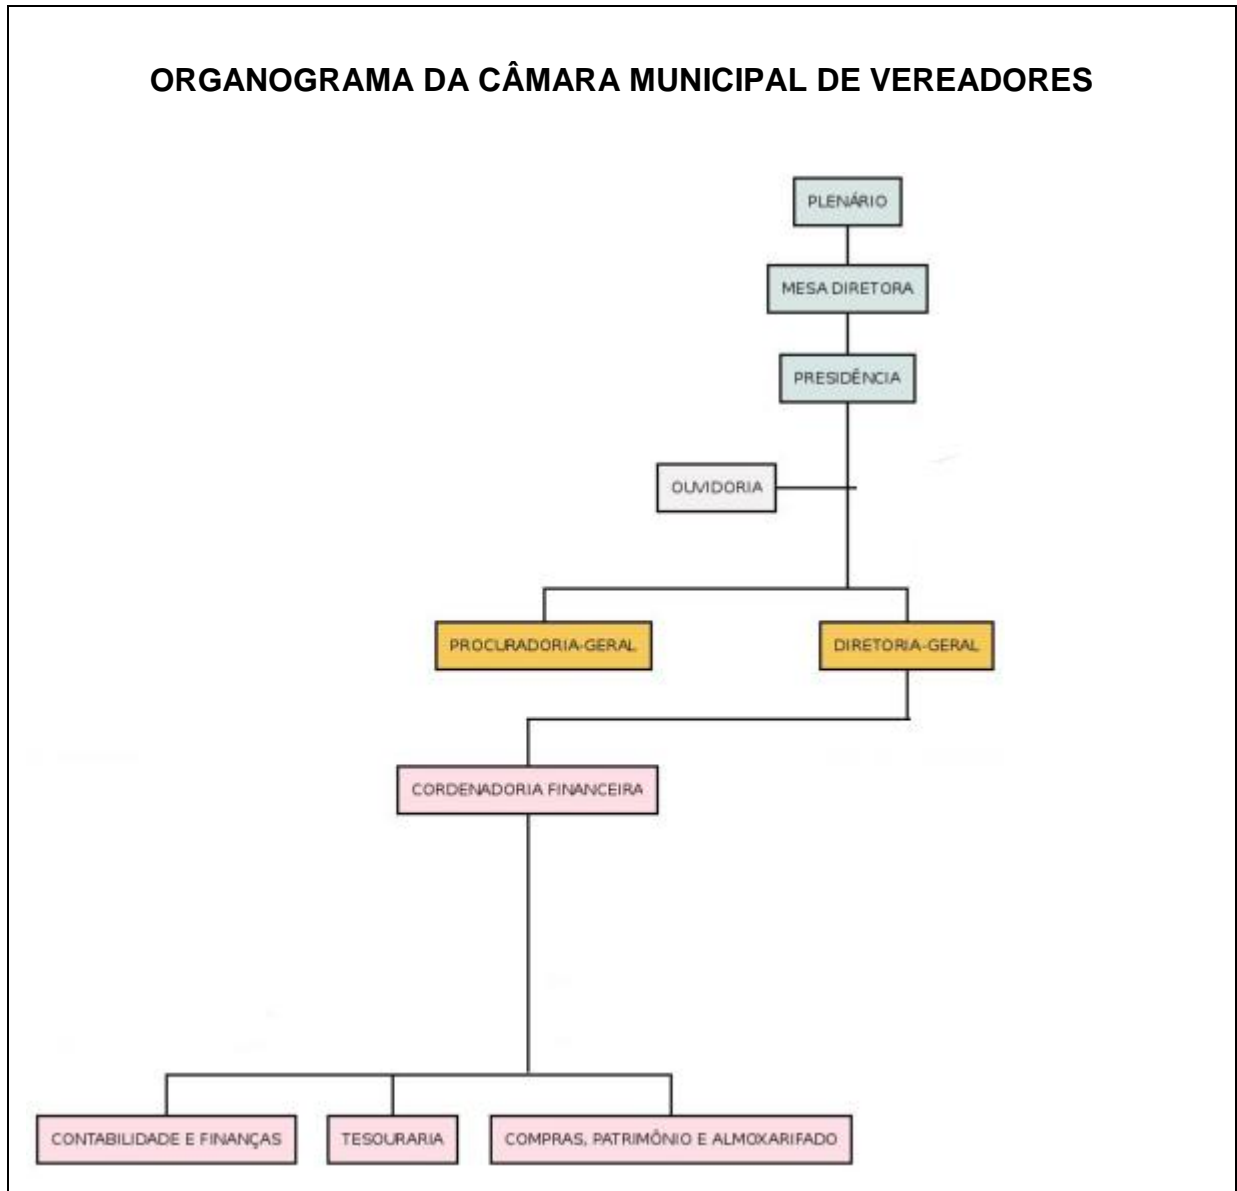 ORGANOGRAMA DA CÂMARA MUNICIPAL DE VEREADORES
PLENÁRIO
MESA DIRETORA
PRESIDÊNCIA
OUVIDORIA
PROCURADORIA-GERAL
DIRETORIA-GERAL
CORDENADORIA FINANCEIRA
CONTABILIDADE E FINANÇAS
TESOURARIA
COMPRAS, PATRIMÔNIO E ALMOXARIFADO